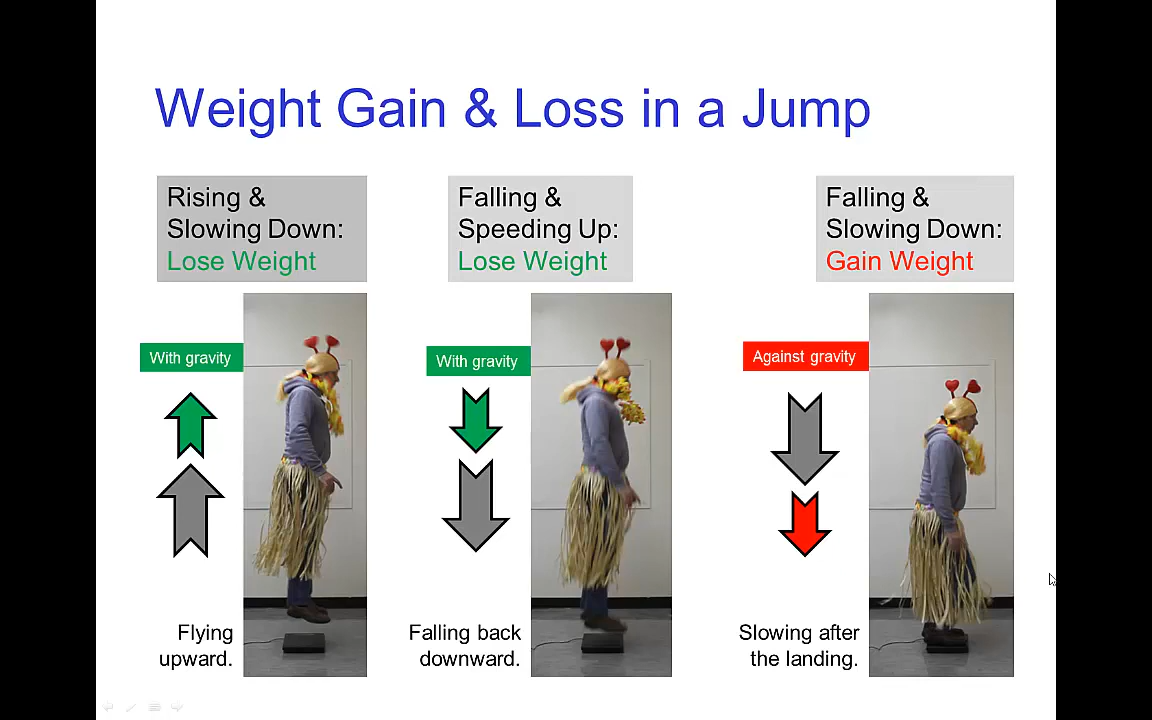 Weight Gain & Loss in a Jump
Rising &
Slowing Down:
Lose Weight
Falling &
Speeding Up:
Lose Weight
Falling &
Slowing Down:
Gain Weight
With gravity
With gravity
Against gravity
Flying
upward.
Falling back
downward.
Slowing after
the landing.